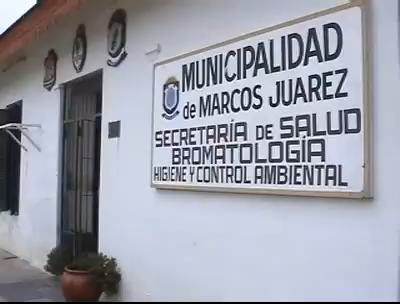 MUNICIPALIDAD
de MARCOS JUAREZ
SECRETARÍA DE SALUD
BROMATOLOGÍA
HIGIENE Y CONTROL AMBIENTAL